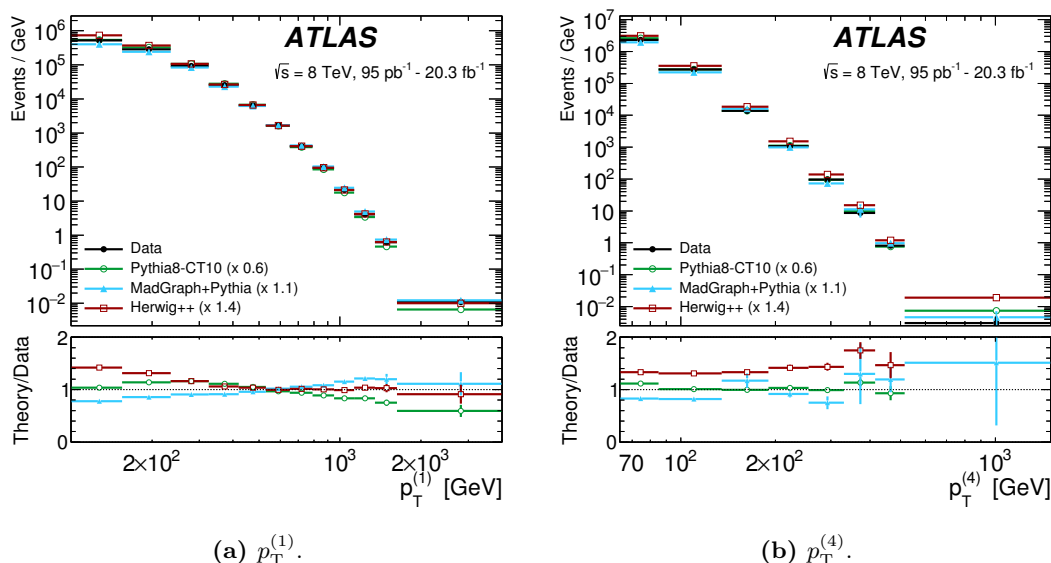 Events / GeV
10⁶
10⁵
10⁴
10³
10²
10
1
10⁻¹
10⁻²
ATLAS
√s = 8 TeV, 95 pb⁻¹ - 20.3 fb⁻¹
Data
Pythia8-CT10 (x 0.6)
MadGraph+Pythia (x 1.1)
Herwig++ (x 1.4)
Theory/Data
2
1
0
2×10² 10³ 2×10³
p_T^(1) [GeV]
(a) p_T^(1).
Events / GeV
10⁷
10⁶
10⁵
10⁴
10³
10²
10
1
10⁻¹
10⁻²
ATLAS
√s = 8 TeV, 95 pb⁻¹ - 20.3 fb⁻¹
Data
Pythia8-CT10 (x 0.6)
MadGraph+Pythia (x 1.1)
Herwig++ (x 1.4)
Theory/Data
2
1
0
70 10² 2×10² 10³
p_T^(4) [GeV]
(b) p_T^(4).